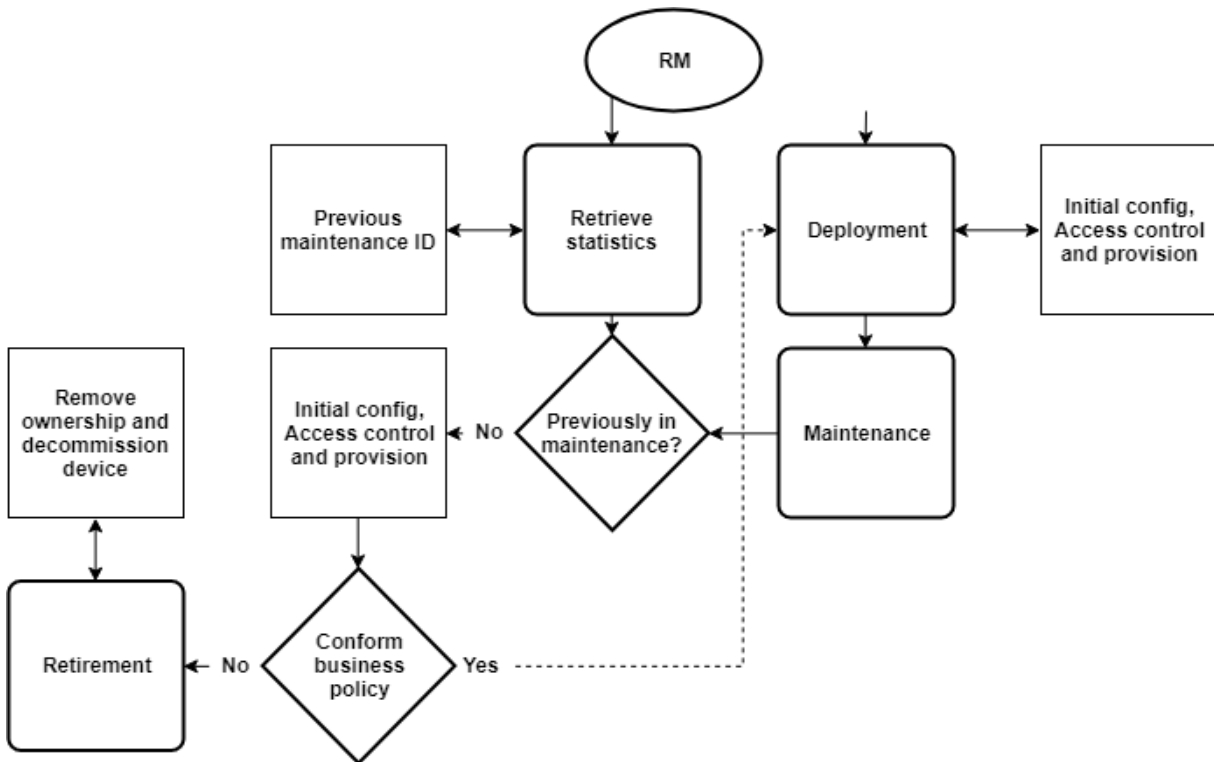 RM
Previous
maintenance ID
Retrieve
statistics
Deployment
Initial config,
Access control
and provision
Remove
ownership and
decommission
device
Initial config,
Access control
and provision
No
Previously in
maintenance?
Maintenance
Retirement
No
Conform
business
policy
Yes